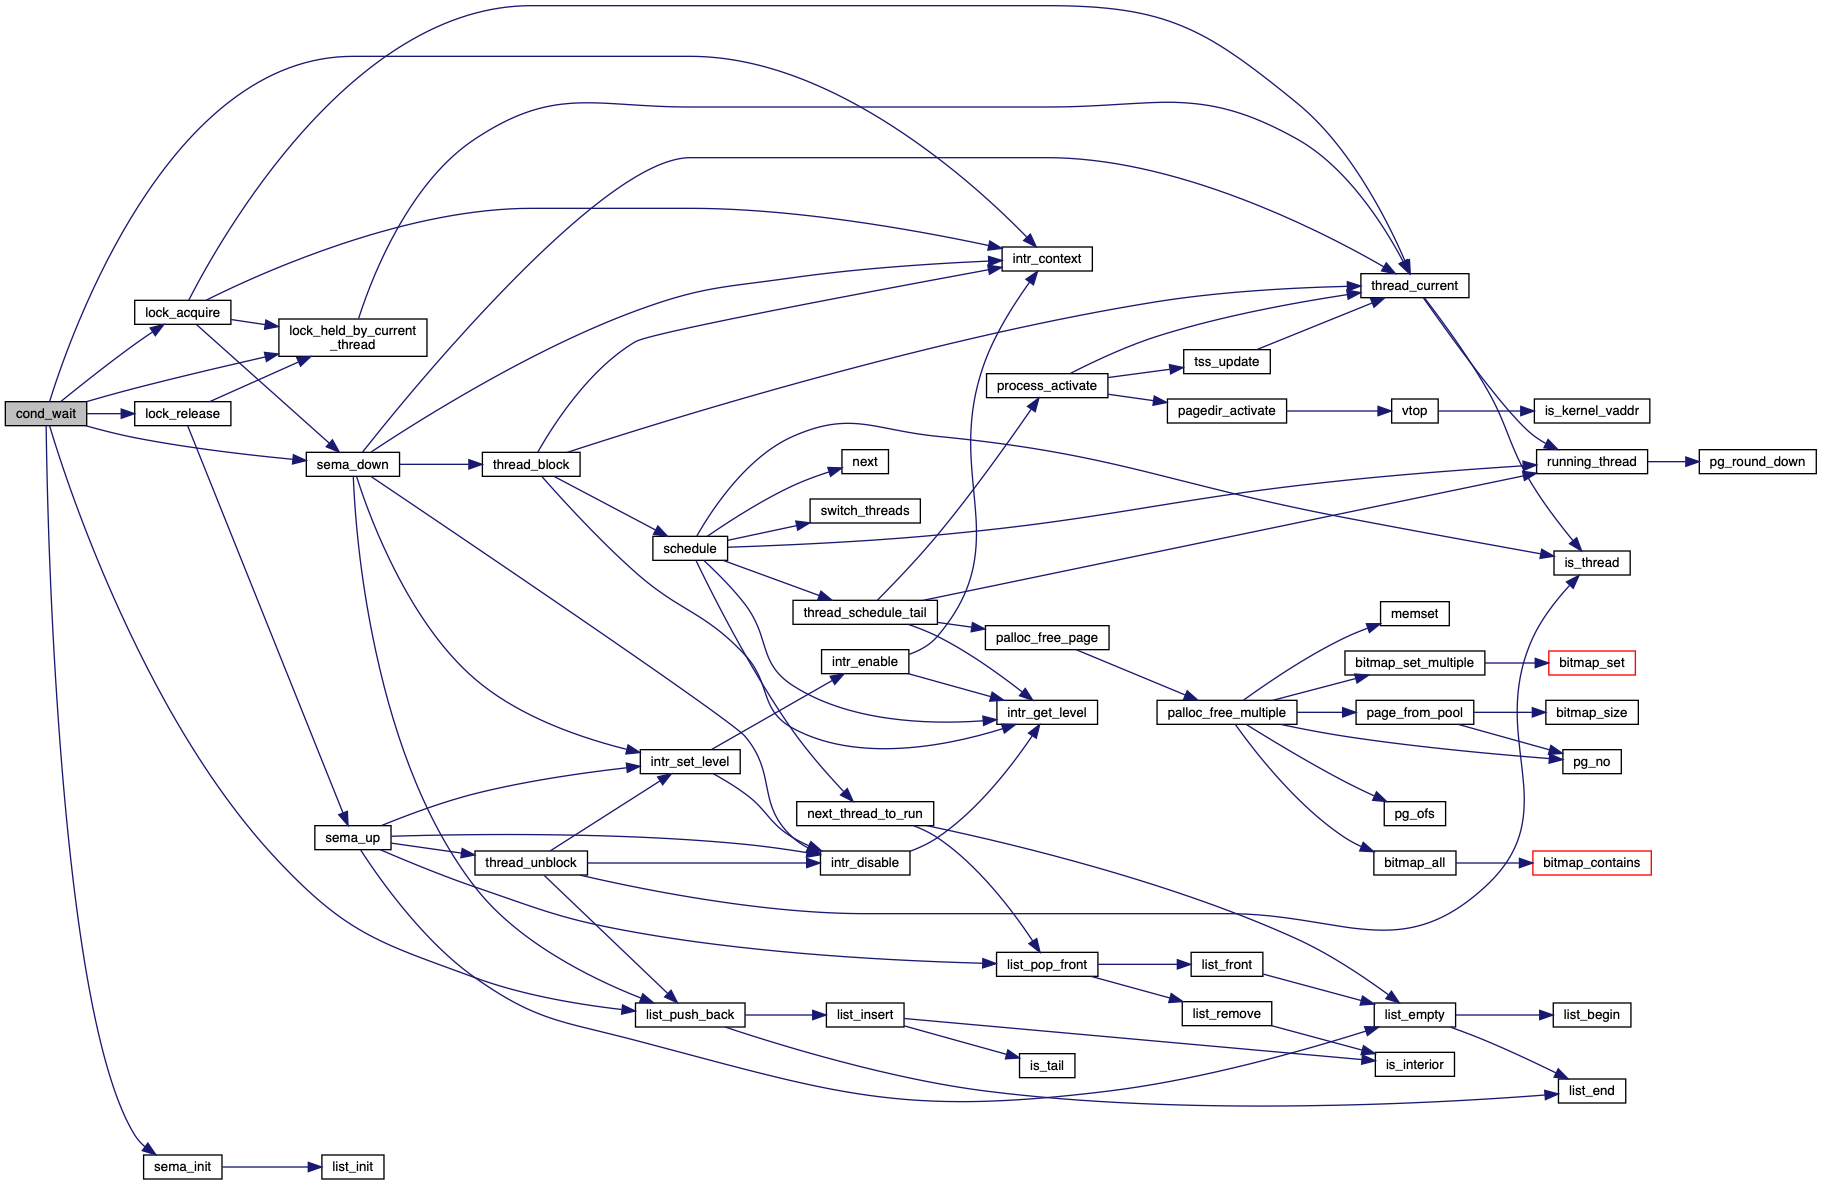 cond_wait
lock_acquire
lock_held_by_current
_thread
lock_release
sema_down
thread_block
schedule
next
switch_threads
thread_schedule_tail
intr_enable
intr_context
process_activate
tss_update
pagedir_activate
thread_current
vtop
is_kernel_vaddr
running_thread
pg_round_down
is_thread
palloc_free_page
intr_get_level
palloc_free_multiple
memset
bitmap_set_multiple
bitmap_set
page_from_pool
bitmap_size
pg_no
pg_ofs
bitmap_all
bitmap_contains
intr_set_level
next_thread_to_run
intr_disable
sema_up
thread_unblock
list_pop_front
list_front
list_remove
list_empty
list_begin
is_interior
list_end
list_push_back
list_insert
is_tail
sema_init
list_init